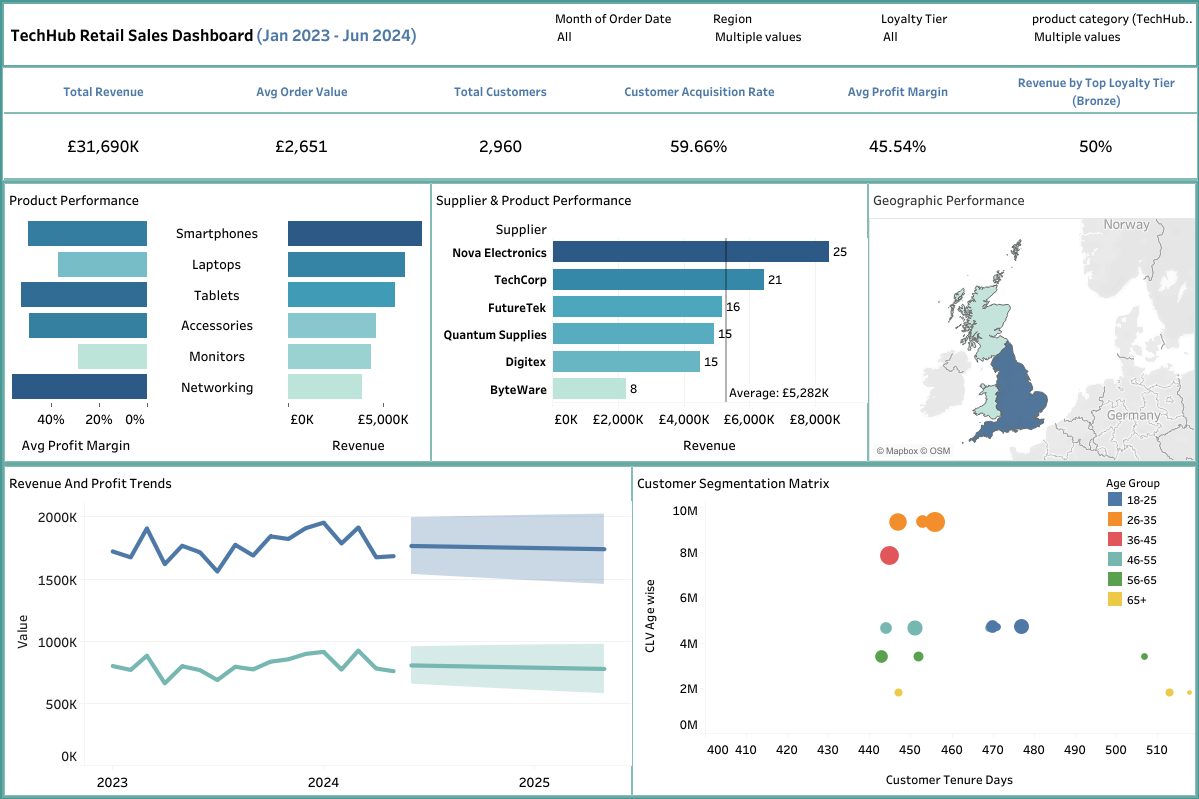 TechHub Retail Sales Dashboard (Jan 2023 - Jun 2024)
Month of Order Date
All
Region
Multiple values
Loyalty Tier
All
product category (TechHub..
Multiple values
Total Revenue
£31,690K
Avg Order Value
£2,651
Total Customers
2,960
Customer Acquisition Rate
59.66%
Avg Profit Margin
45.54%
Revenue by Top Loyalty Tier
(Bronze)
50%
Product Performance
Smartphones
Laptops
Tablets
Accessories
Monitors
Networking
40% 20% 0%
Avg Profit Margin
£0K £5,000K
Revenue
Supplier & Product Performance
Supplier
Nova Electronics 25
TechCorp 21
FutureTek 16
Quantum Supplies 15
Digitex 15
ByteWare 8
Average: £5,282K
£0K £2,000K £4,000K £6,000K £8,000K
Revenue
Geographic Performance
Norway
Germany
© Mapbox © OSM
Revenue And Profit Trends
Value
2000K
1500K
1000K
500K
0K
2023 2024 2025
Customer Segmentation Matrix
CLV Age wise
10M
8M
6M
4M
2M
0M
400 410 420 430 440 450 460 470 480 490 500 510
Customer Tenure Days
Age Group
18-25
26-35
36-45
46-55
56-65
65+